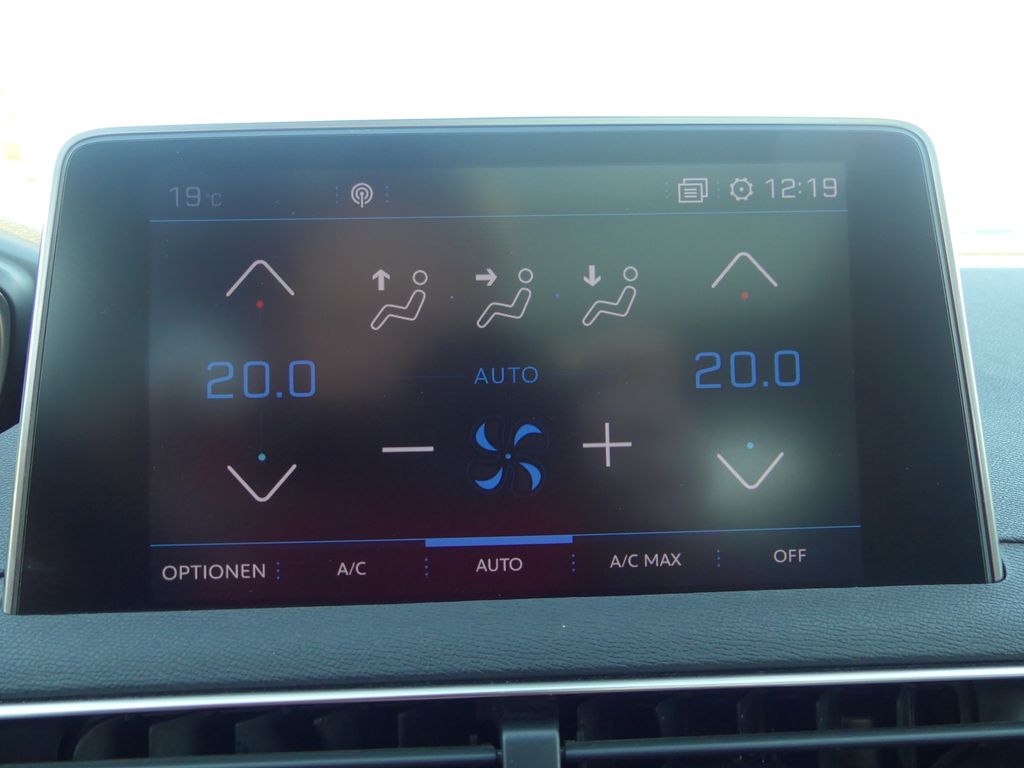 19°C
12:19
20.0
AUTO
20.0
OPTIONEN
A/C
AUTO
A/C MAX
OFF